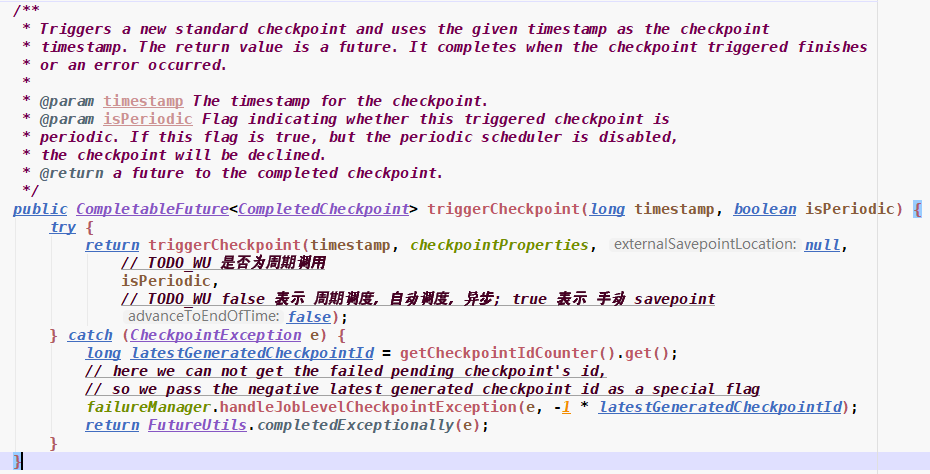 /**
 * Triggers a new standard checkpoint and uses the given timestamp as the checkpoint
 * timestamp. The return value is a future. It completes when the checkpoint triggered finishes
 * or an error occurred.
 *
 * @param timestamp The timestamp for the checkpoint.
 * @param isPeriodic Flag indicating whether this triggered checkpoint is
 * periodic. If this flag is true, but the periodic scheduler is disabled,
 * the checkpoint will be declined.
 * @return a future to the completed checkpoint.
 */
public CompletableFuture<CompletedCheckpoint> triggerCheckpoint(long timestamp, boolean isPeriodic) {
    try {
        return triggerCheckpoint(timestamp, checkpointProperties, externalSavepointLocation: null,
            // TODO_WU 是否为周期调用
            isPeriodic,
            // TODO_WU false 表示 周期调度, 自动调度, 异步; true 表示 手动 savepoint
            advanceToEndOfTime: false);
    } catch (CheckpointException e) {
        long latestGeneratedCheckpointId = getCheckpointIdCounter().get();
        // here we can not get the failed pending checkpoint's id,
        // so we pass the negative latest generated checkpoint id as a special flag
        failureManager.handleJobLevelCheckpointException(e, -1 * latestGeneratedCheckpointId);
        return FutureUtils.completedExceptionally(e);
    }
}